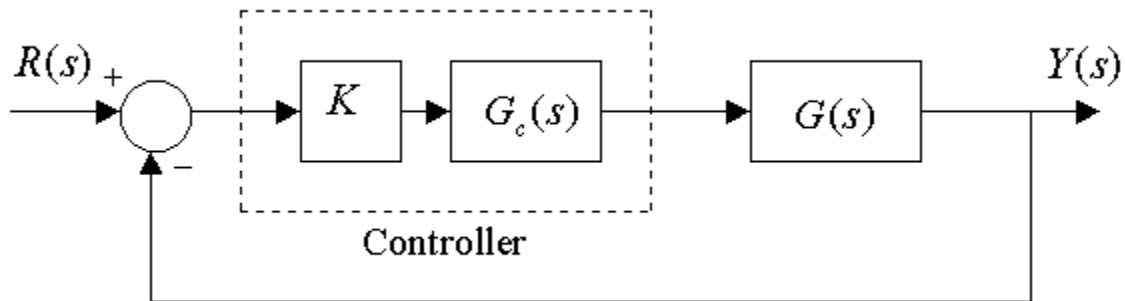 R(s) +
−
K
G_c(s)
G(s)
Y(s)
Controller